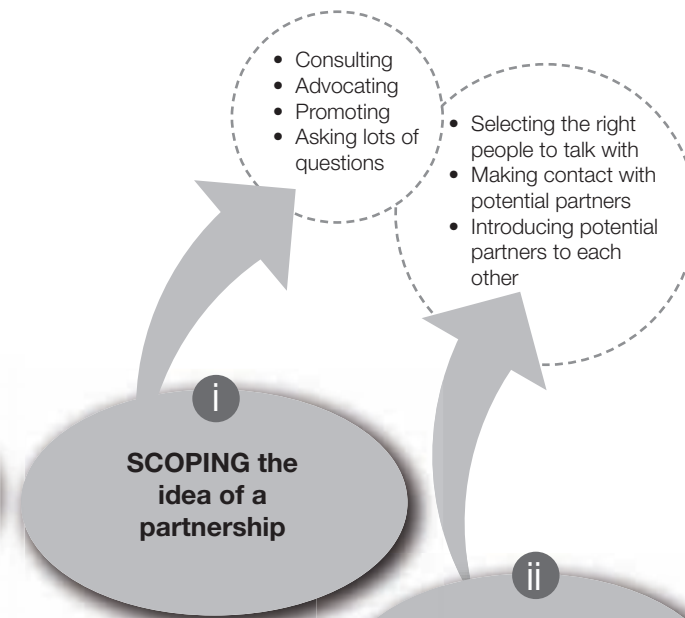 • Consulting
• Advocating
• Promoting
• Asking lots of
questions
• Selecting the right
people to talk with
• Making contact with
potential partners
• Introducing potential
partners to each
other
i
SCOPING the
idea of a
partnership
ii